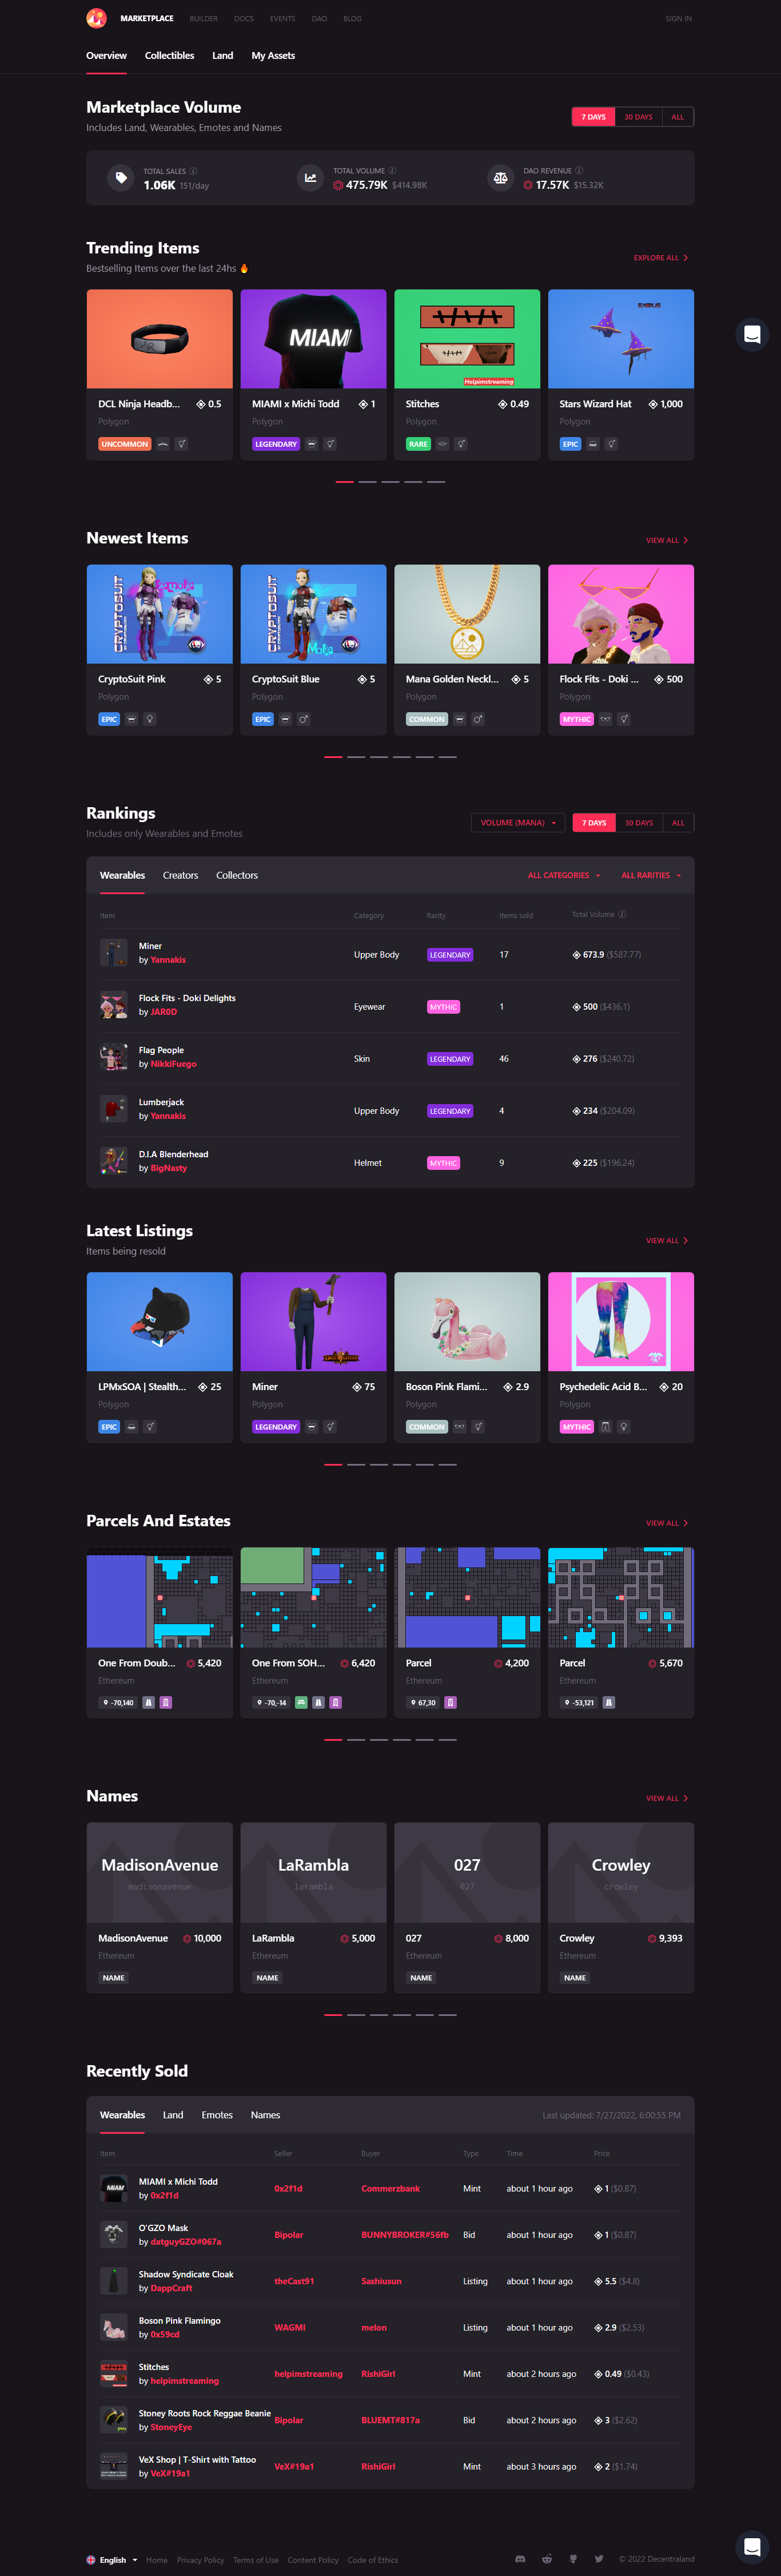 MARKETPLACE BUILDER DOCS EVENTS DAO BLOG SIGN IN
Overview Collectibles Land My Assets
Marketplace Volume
Includes Land, Wearables, Emotes and Names
7 DAYS 30 DAYS ALL
TOTAL SALES
1.06K 151/day
TOTAL VOLUME
475.79K $414.98K
DAO REVENUE
17.57K $15.32K
Trending Items
Bestselling Items over the last 24hs 🔥
EXPLORE ALL
DCL Ninja Headb... 0.5
Polygon
UNCOMMON
MIAMI
MIAMI x Michi Todd 1
Polygon
LEGENDARY
Helpimstreaming
Stitches 0.49
Polygon
RARE
Stars Wizard Hat 1,000
Polygon
EPIC
Newest Items
VIEW ALL
CRYPTOSUIT
CryptoSuit Pink 5
Polygon
EPIC
CRYPTOSUIT
CryptoSuit Blue 5
Polygon
EPIC
Mana Golden Neckl... 5
Polygon
COMMON
Flock Fits - Doki ... 500
Polygon
MYTHIC
Rankings
Includes only Wearables and Emotes
VOLUME (MANA) 7 DAYS 30 DAYS ALL
Wearables Creators Collectors ALL CATEGORIES ALL RARITIES
Item Category Rarity Items sold Total Volume
Miner
by Yannakis
Upper Body LEGENDARY 17 673.9 ($587.77)
Flock Fits - Doki Delights
by JAR0D
Eyewear MYTHIC 1 500 ($436.1)
Flag People
by NikkiFuego
Skin LEGENDARY 46 276 ($240.72)
Lumberjack
by Yannakis
Upper Body LEGENDARY 4 234 ($204.09)
D.I.A Blenderhead
by BigNasty
Helmet MYTHIC 9 225 ($196.24)
Latest Listings
Items being resold
VIEW ALL
LPMxSOA | Stealth... 25
Polygon
EPIC
Miner 75
Polygon
LEGENDARY
Boson Pink Flami... 2.9
Polygon
COMMON
Psychedelic Acid B... 20
Polygon
MYTHIC
Parcels And Estates
VIEW ALL
One From Doub... 5,420
Ethereum
-70,140
One From SOH... 6,420
Ethereum
-70,-14
Parcel 4,200
Ethereum
67,30
Parcel 5,670
Ethereum
-53,121
Names
VIEW ALL
MadisonAvenue
madisonavenue
MadisonAvenue 10,000
Ethereum
NAME
LaRambla
larambla
LaRambla 5,000
Ethereum
NAME
027
027
027 8,000
Ethereum
NAME
Crowley
crowley
Crowley 9,393
Ethereum
NAME
Recently Sold
Wearables Land Emotes Names Last updated: 7/27/2022, 6:00:55 PM
Item Seller Buyer Type Time Price
MIAMI x Michi Todd
by 0x2f1d
0x2f1d Commerzbank Mint about 1 hour ago 1 ($0.87)
O'GZO Mask
by datguyGZO#067a
Bipolar BUNNYBROKER#56fb Bid about 1 hour ago 1 ($0.87)
Shadow Syndicate Cloak
by DappCraft
theCast91 Sashiusun Listing about 1 hour ago 5.5 ($4.8)
Boson Pink Flamingo
by 0x59cd
WAGMI melon Listing about 1 hour ago 2.9 ($2.53)
Stitches
by helpimstreaming
helpimstreaming RishiGirl Mint about 2 hours ago 0.49 ($0.43)
Stoney Roots Rock Reggae Beanie
by StoneyEye
Bipolar BLUEMT#817a Bid about 2 hours ago 3 ($2.62)
VeX Shop | T-Shirt with Tattoo
by VeX#19a1
VeX#19a1 RishiGirl Mint about 3 hours ago 2 ($1.74)
English Home Privacy Policy Terms of Use Content Policy Code of Ethics © 2022 Decentraland